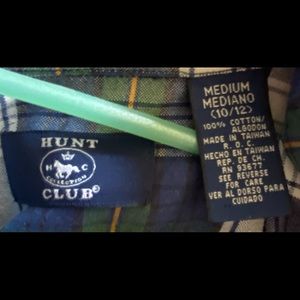 HUNT
H C
COLLECTION
CLUB®
MEDIUM
MEDIANO
(10/12)
100% COTTON/
ALGODON
MADE IN TAIWAN
R. O. C.
HECHO EN TAIWAN
REP. DE CH.
RN 93677
SEE REVERSE
FOR CARE
VER AL DORSO PARA
CUIDADO